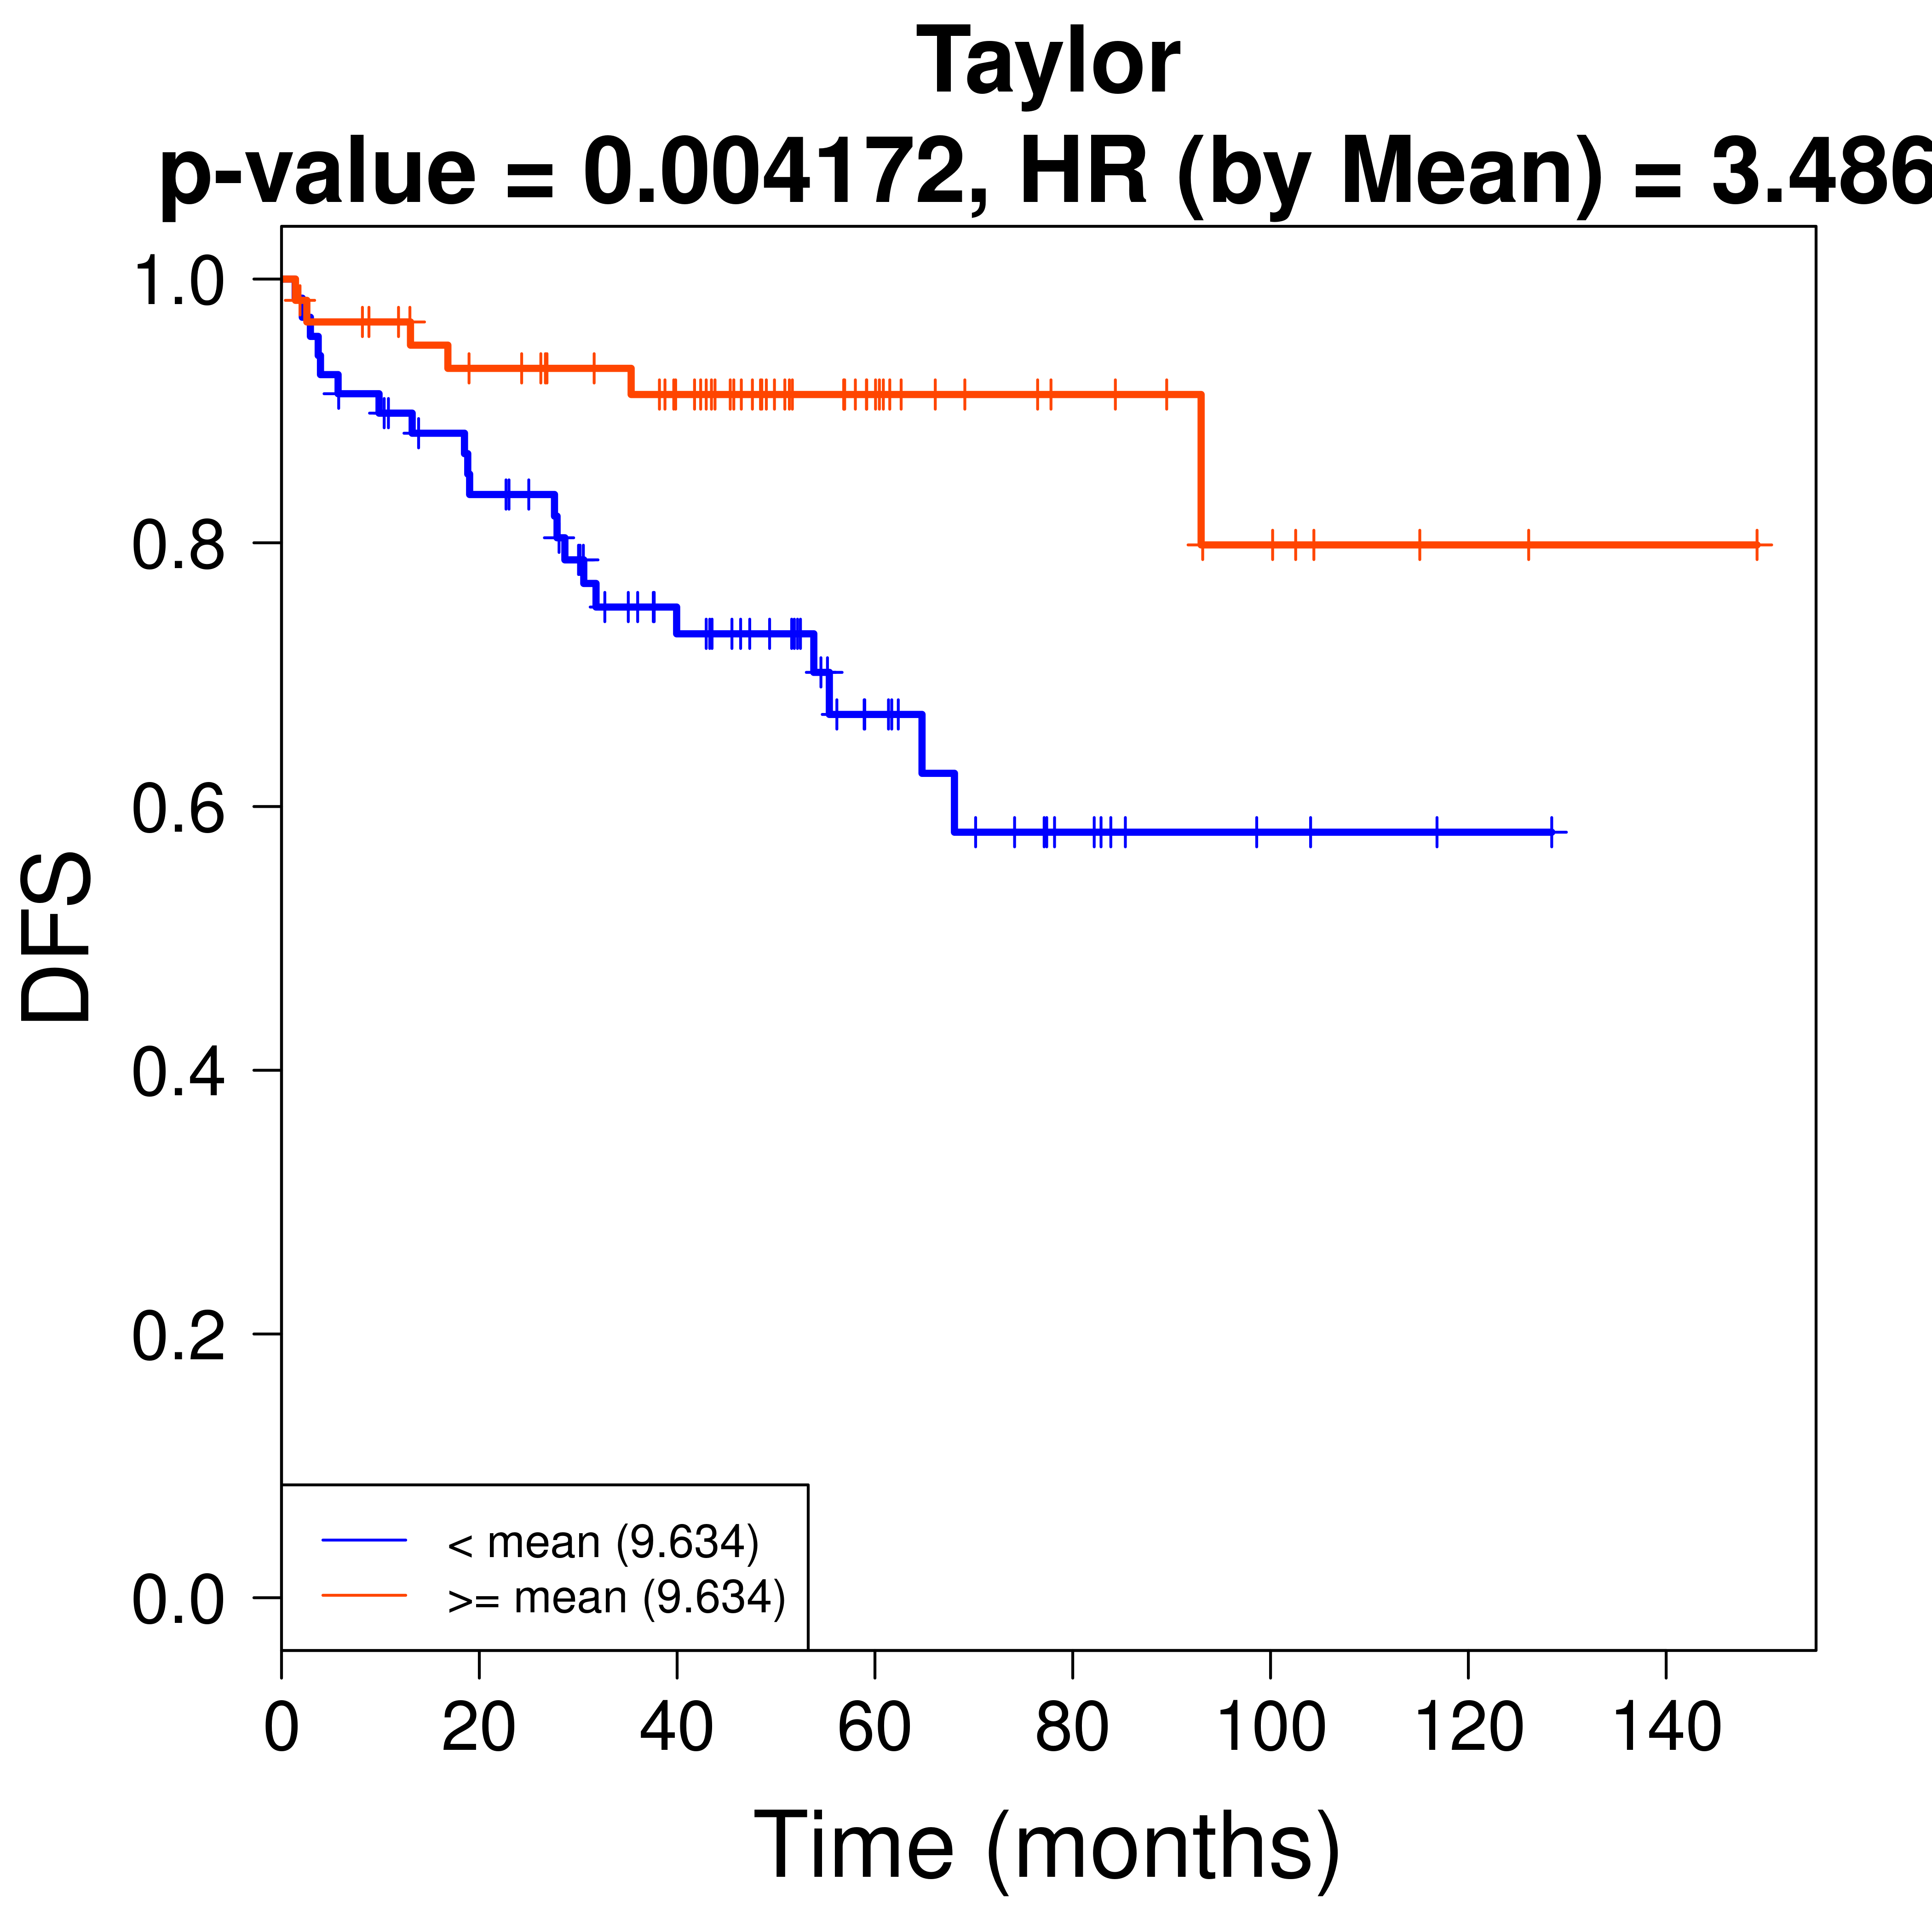 Taylor
p-value = 0.004172, HR (by Mean) = 3.486
1.0
0.8
0.6
0.4
0.2
0.0
DFS
< mean (9.634)
>= mean (9.634)
0 20 40 60 80 100 120 140
Time (months)